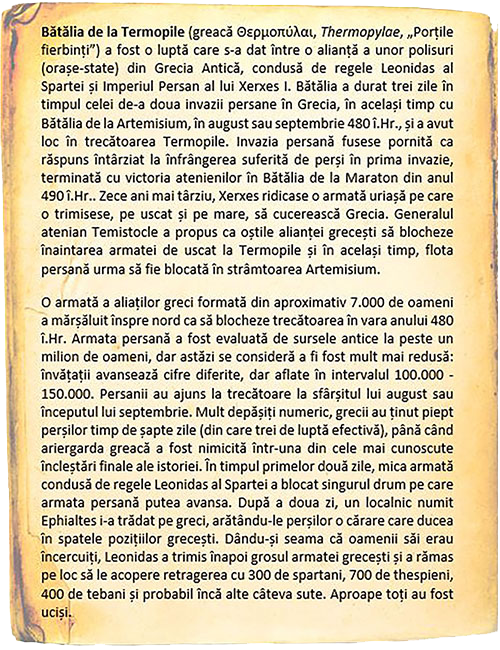 Bătălia de la Termopile (greacă Θερμοπύλαι, Thermopylae, „Porțile
fierbinți”) a fost o luptă care s-a dat între o alianță a unor polisuri
(orașe-state) din Grecia Antică, condusă de regele Leonidas al
Spartei și Imperiul Persan al lui Xerxes I. Bătălia a durat trei zile în
timpul celei de-a doua invazii persane în Grecia, în același timp cu
Bătălia de la Artemisium, în august sau septembrie 480 î.Hr., și a avut
loc în trecătoarea Termopile. Invazia persană fusese pornită ca
răspuns întârziat la înfrângerea suferită de perși în prima invazie,
terminată cu victoria atenienilor în Bătălia de la Maraton din anul
490 î.Hr.. Zece ani mai târziu, Xerxes ridicase o armată uriașă pe care
o trimisese, pe uscat și pe mare, să cucerească Grecia. Generalul
atenian Temistocle a propus ca oștile alianței grecești să blocheze
înaintarea armatei de uscat la Termopile și în același timp, flota
persană urma să fie blocată în strâmtoarea Artemisium.
O armată a aliaților greci formată din aproximativ 7.000 de oameni
a mărșăluit înspre nord ca să blocheze trecătoarea în vara anului 480
î.Hr. Armata persană a fost evaluată de sursele antice la peste un
milion de oameni, dar astăzi se consideră a fi fost mult mai redusă:
învățații avansează cifre diferite, dar aflate în intervalul 100.000 -
150.000. Persanii au ajuns la trecătoare la sfârșitul lui august sau
începutul lui septembrie. Mult depășiți numeric, grecii au ținut piept
perșilor timp de șapte zile (din care trei de luptă efectivă), până când
ariergarda greacă a fost nimicită într-una din cele mai cunoscute
încleștări finale ale istoriei. În timpul primelor două zile, mica armată
condusă de regele Leonidas al Spartei a blocat singurul drum pe care
armata persană putea avansa. După a doua zi, un localnic numit
Ephialtes i-a trădat pe greci, arătându-le perșilor o cărare care ducea
în spatele pozițiilor grecești. Dându-și seama că oamenii săi erau
încercuiți, Leonidas a trimis înapoi grosul armatei grecești și a rămas
pe loc să le acopere retragerea cu 300 de spartani, 700 de thespieni,
400 de tebani și probabil încă alte câteva sute. Aproape toți au fost
uciși.